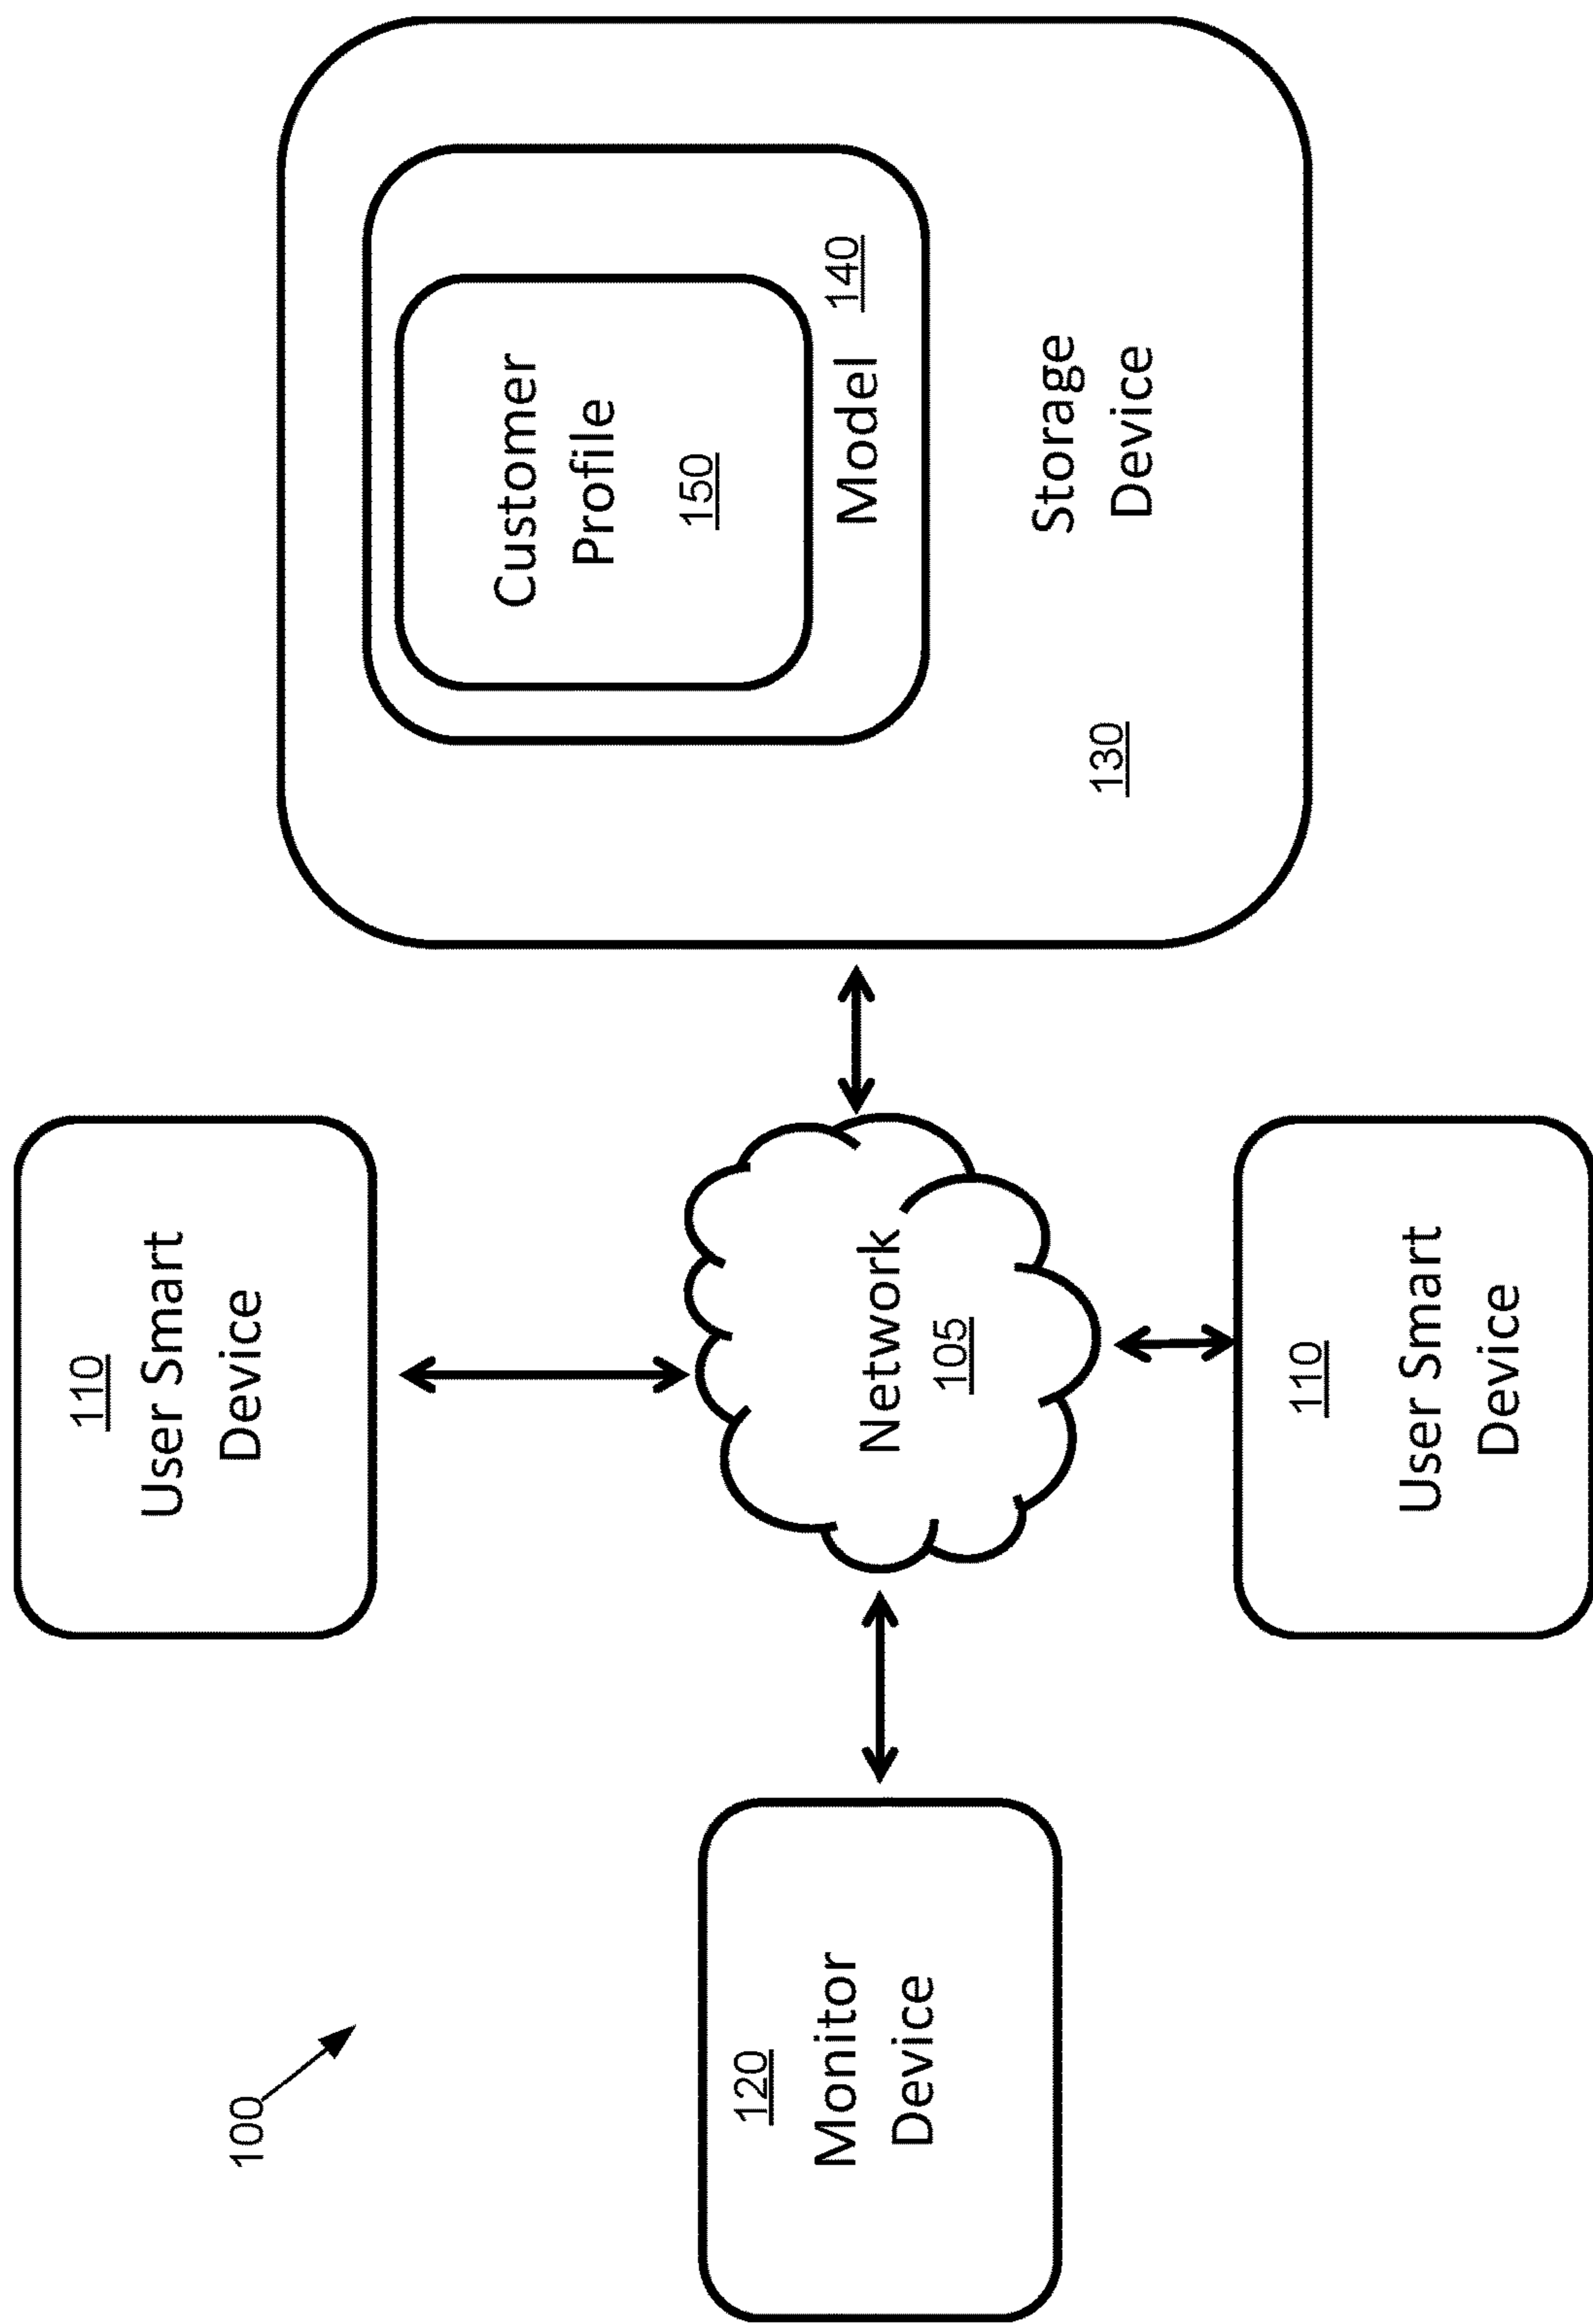 100
110
User Smart
Device
120
Monitor
Device
Network
105
Customer
Profile
150
Model 140
Storage
Device
130
110
User Smart
Device